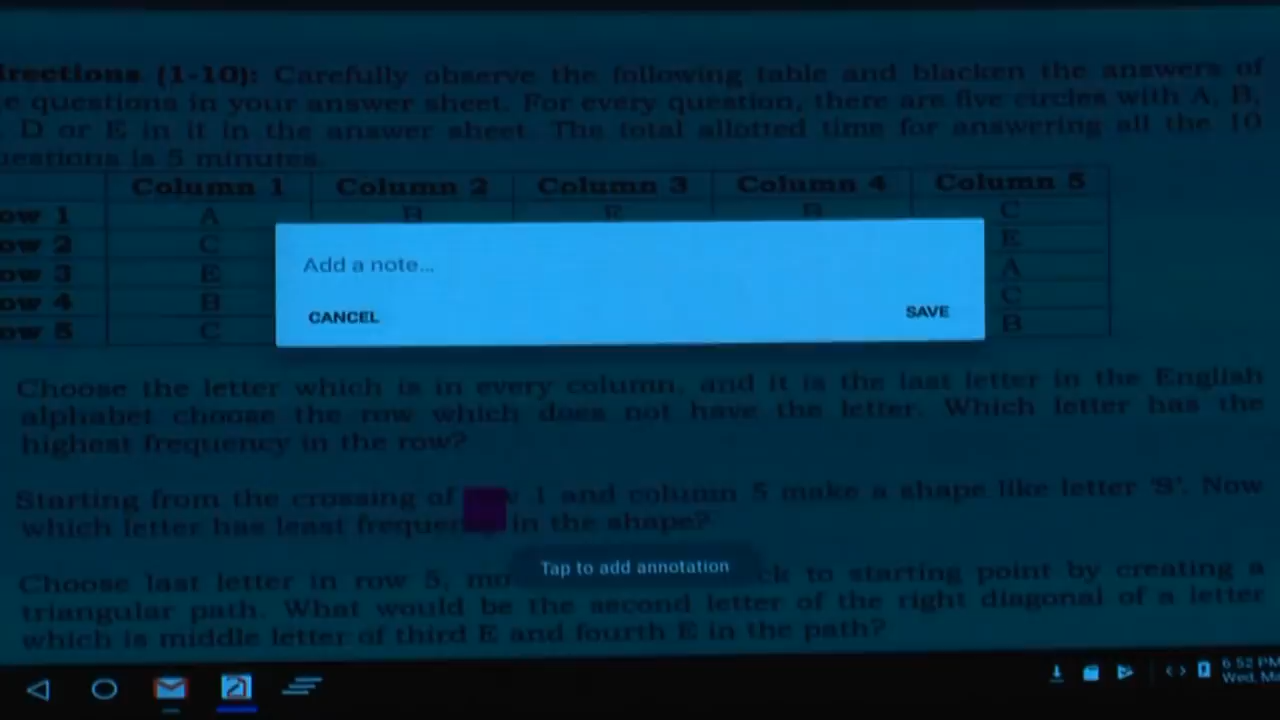 rections (1-10): Carefully observe the following table and blacken the answers of
e questions in your answer sheet. For every question, there are five circles with A, B,
D or E in it in the answer sheet. The total allotted time for answering all the 10
uestions is 5 minutes.
Column 1 Column 2 Column 3 Column 4 Column 5
ow 1 A B E B C
ow 2 C E
ow 3 E A
ow 4 B C
ow 5 C B
Add a note...
CANCEL SAVE
Choose the letter which is in every column, and it is the last letter in the English
alphabet choose the row which does not have the letter. Which letter has the
highest frequency in the row?
Starting from the crossing of 1 and column 5 make a shape like letter 'S'. Now
which letter has least frequen in the shape?
Tap to add annotation
Choose last letter in row 5, mo ck to starting point by creating a
triangular path. What would be the second letter of the right diagonal of a letter
which is middle letter of third E and fourth E in the path?
6:52 PM
Wed, Ma